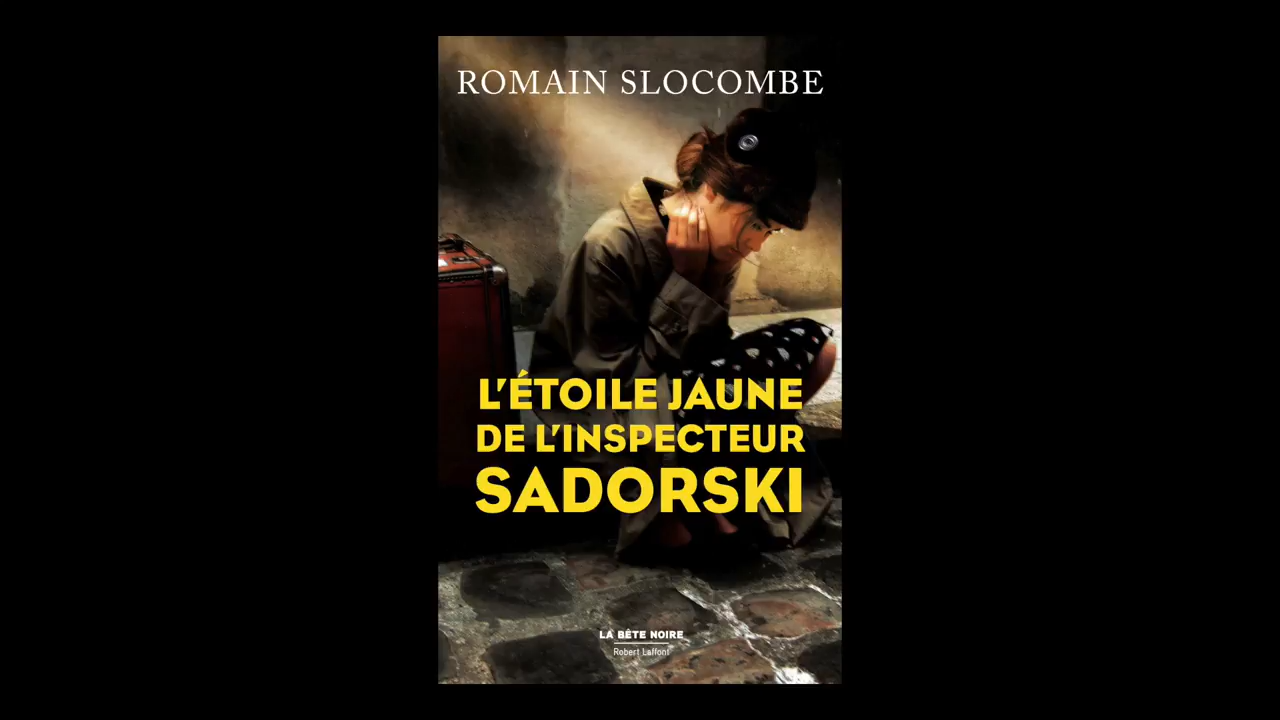 ROMAIN SLOCOMBE
L'ÉTOILE JAUNE
DE L'INSPECTEUR
SADORSKI
LA BÊTE NOIRE
Robert Laffont